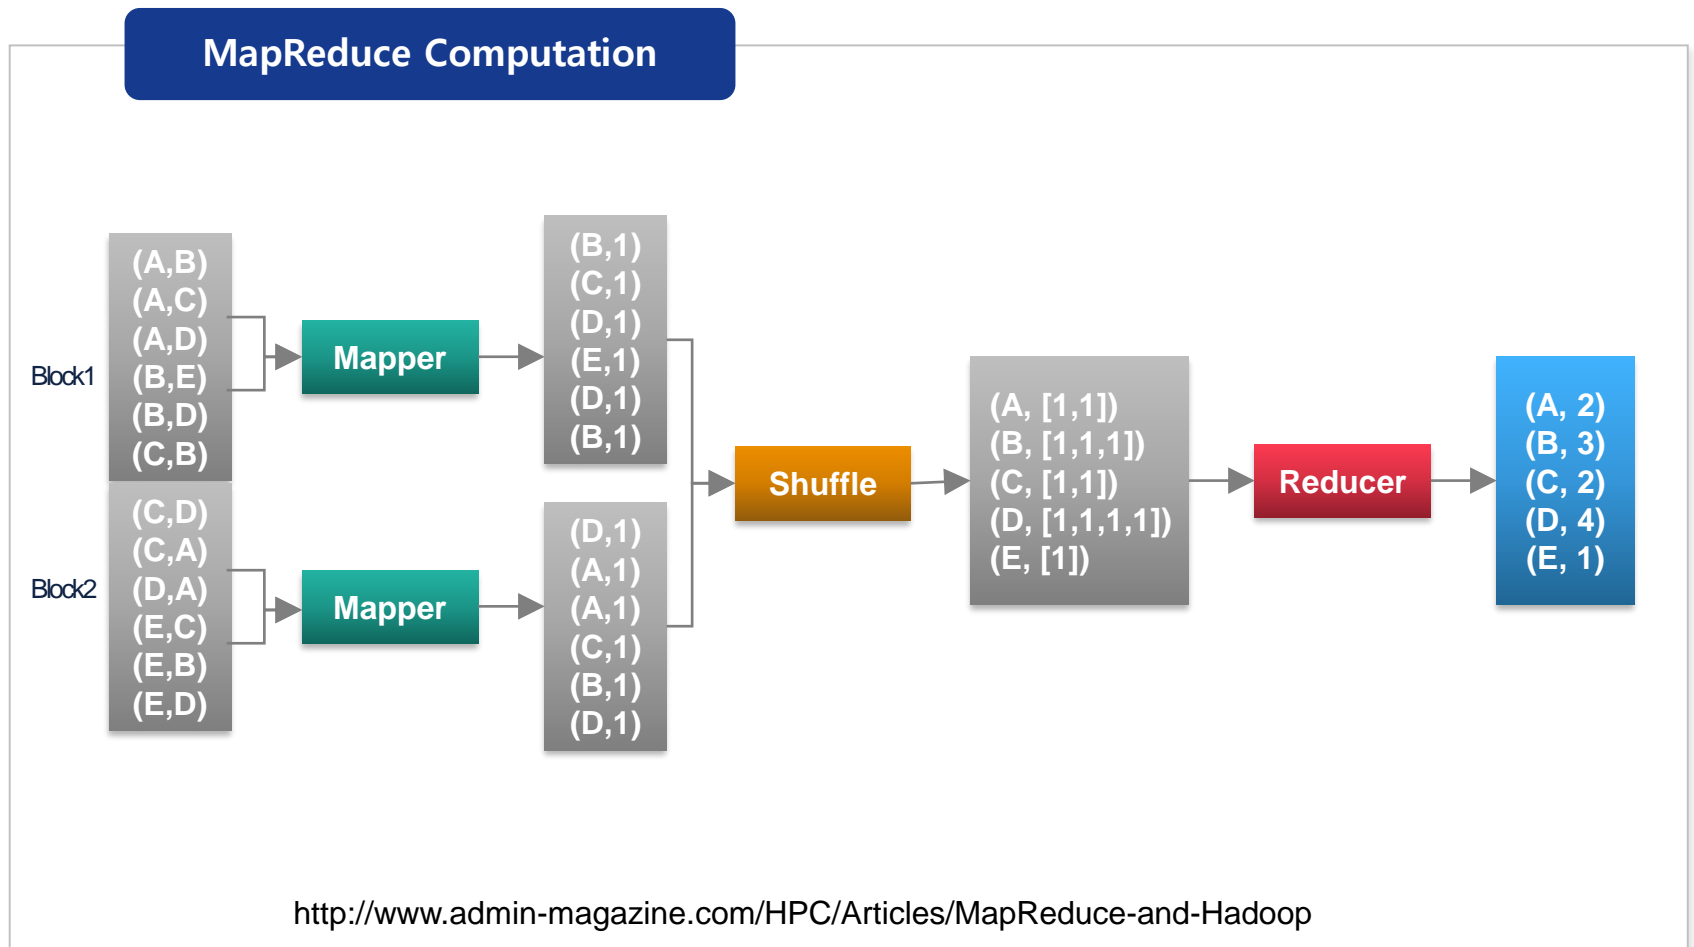 MapReduce Computation
Block1
(A,B)
(A,C)
(A,D)
(B,E)
(B,D)
(C,B)
Mapper
(B,1)
(C,1)
(D,1)
(E,1)
(D,1)
(B,1)
Block2
(C,D)
(C,A)
(D,A)
(E,C)
(E,B)
(E,D)
Mapper
(D,1)
(A,1)
(A,1)
(C,1)
(B,1)
(D,1)
Shuffle
(A, [1,1])
(B, [1,1,1])
(C, [1,1])
(D, [1,1,1,1])
(E, [1])
Reducer
(A, 2)
(B, 3)
(C, 2)
(D, 4)
(E, 1)
http://www.admin-magazine.com/HPC/Articles/MapReduce-and-Hadoop